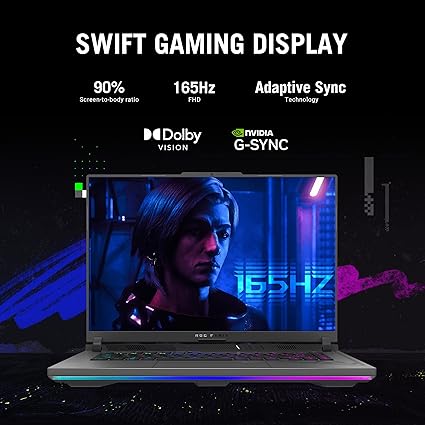 SWIFT GAMING DISPLAY
90%
Screen-to-body ratio
165Hz
FHD
Adaptive Sync
Technology
Dolby
VISION
NVIDIA
G-SYNC
165HZ